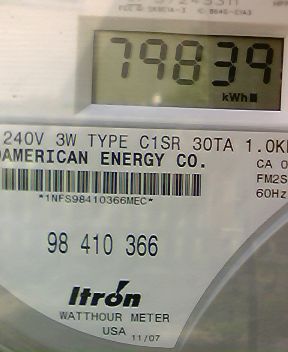 79839
kWh
240V 3W TYPE C1SR 30TA 1.0K
AMERICAN ENERGY CO.
CA 0
FM2S
60Hz
*1NFS98410366MEC*
98 410 366
Itron
WATTHOUR METER
USA 11/07